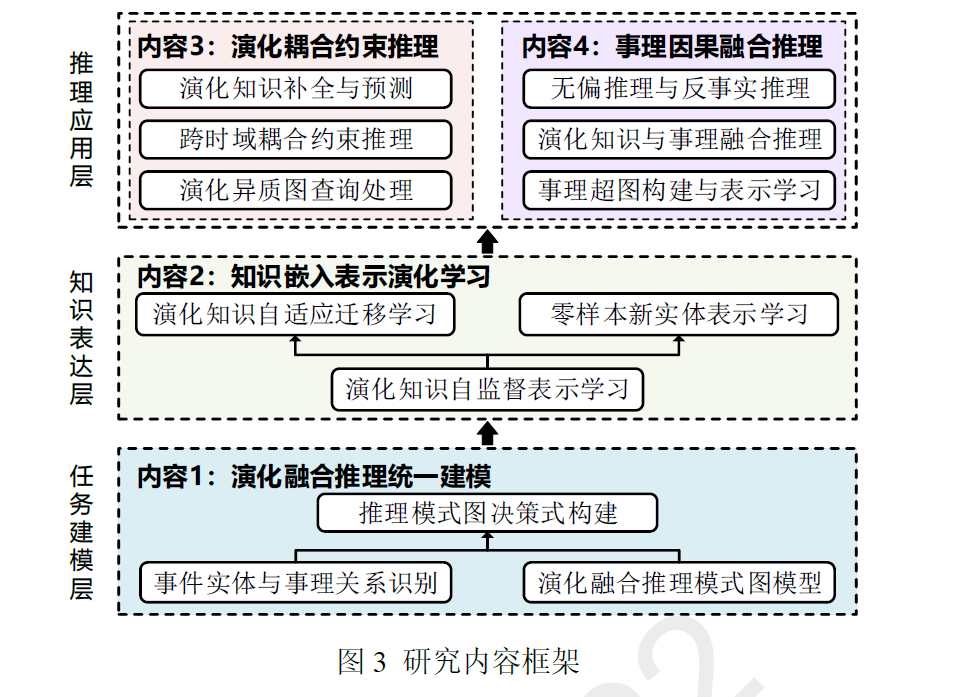 推理应用层
内容3：演化耦合约束推理
演化知识补全与预测
跨时域耦合约束推理
演化异质图查询处理
内容4：事理因果融合推理
无偏推理与反事实推理
演化知识与事理融合推理
事理超图构建与表示学习
知识表达层
内容2：知识嵌入表示演化学习
演化知识自适应迁移学习
零样本新实体表示学习
演化知识自监督表示学习
任务建模层
内容1：演化融合推理统一建模
推理模式图决策式构建
事件实体与事理关系识别
演化融合推理模式图模型
图 3 研究内容框架